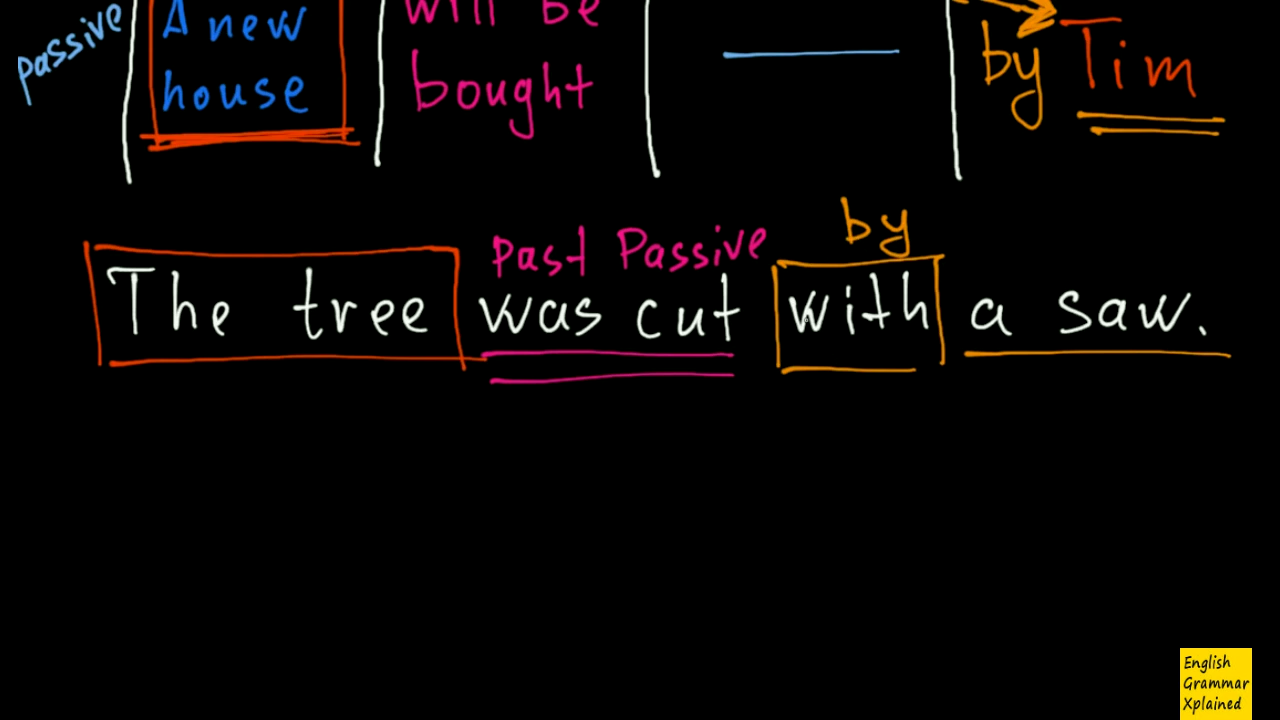 passive
A new
house
will be
bought
by Tim
Past Passive
by
The tree was cut with a saw.
English
Grammar
Xplained